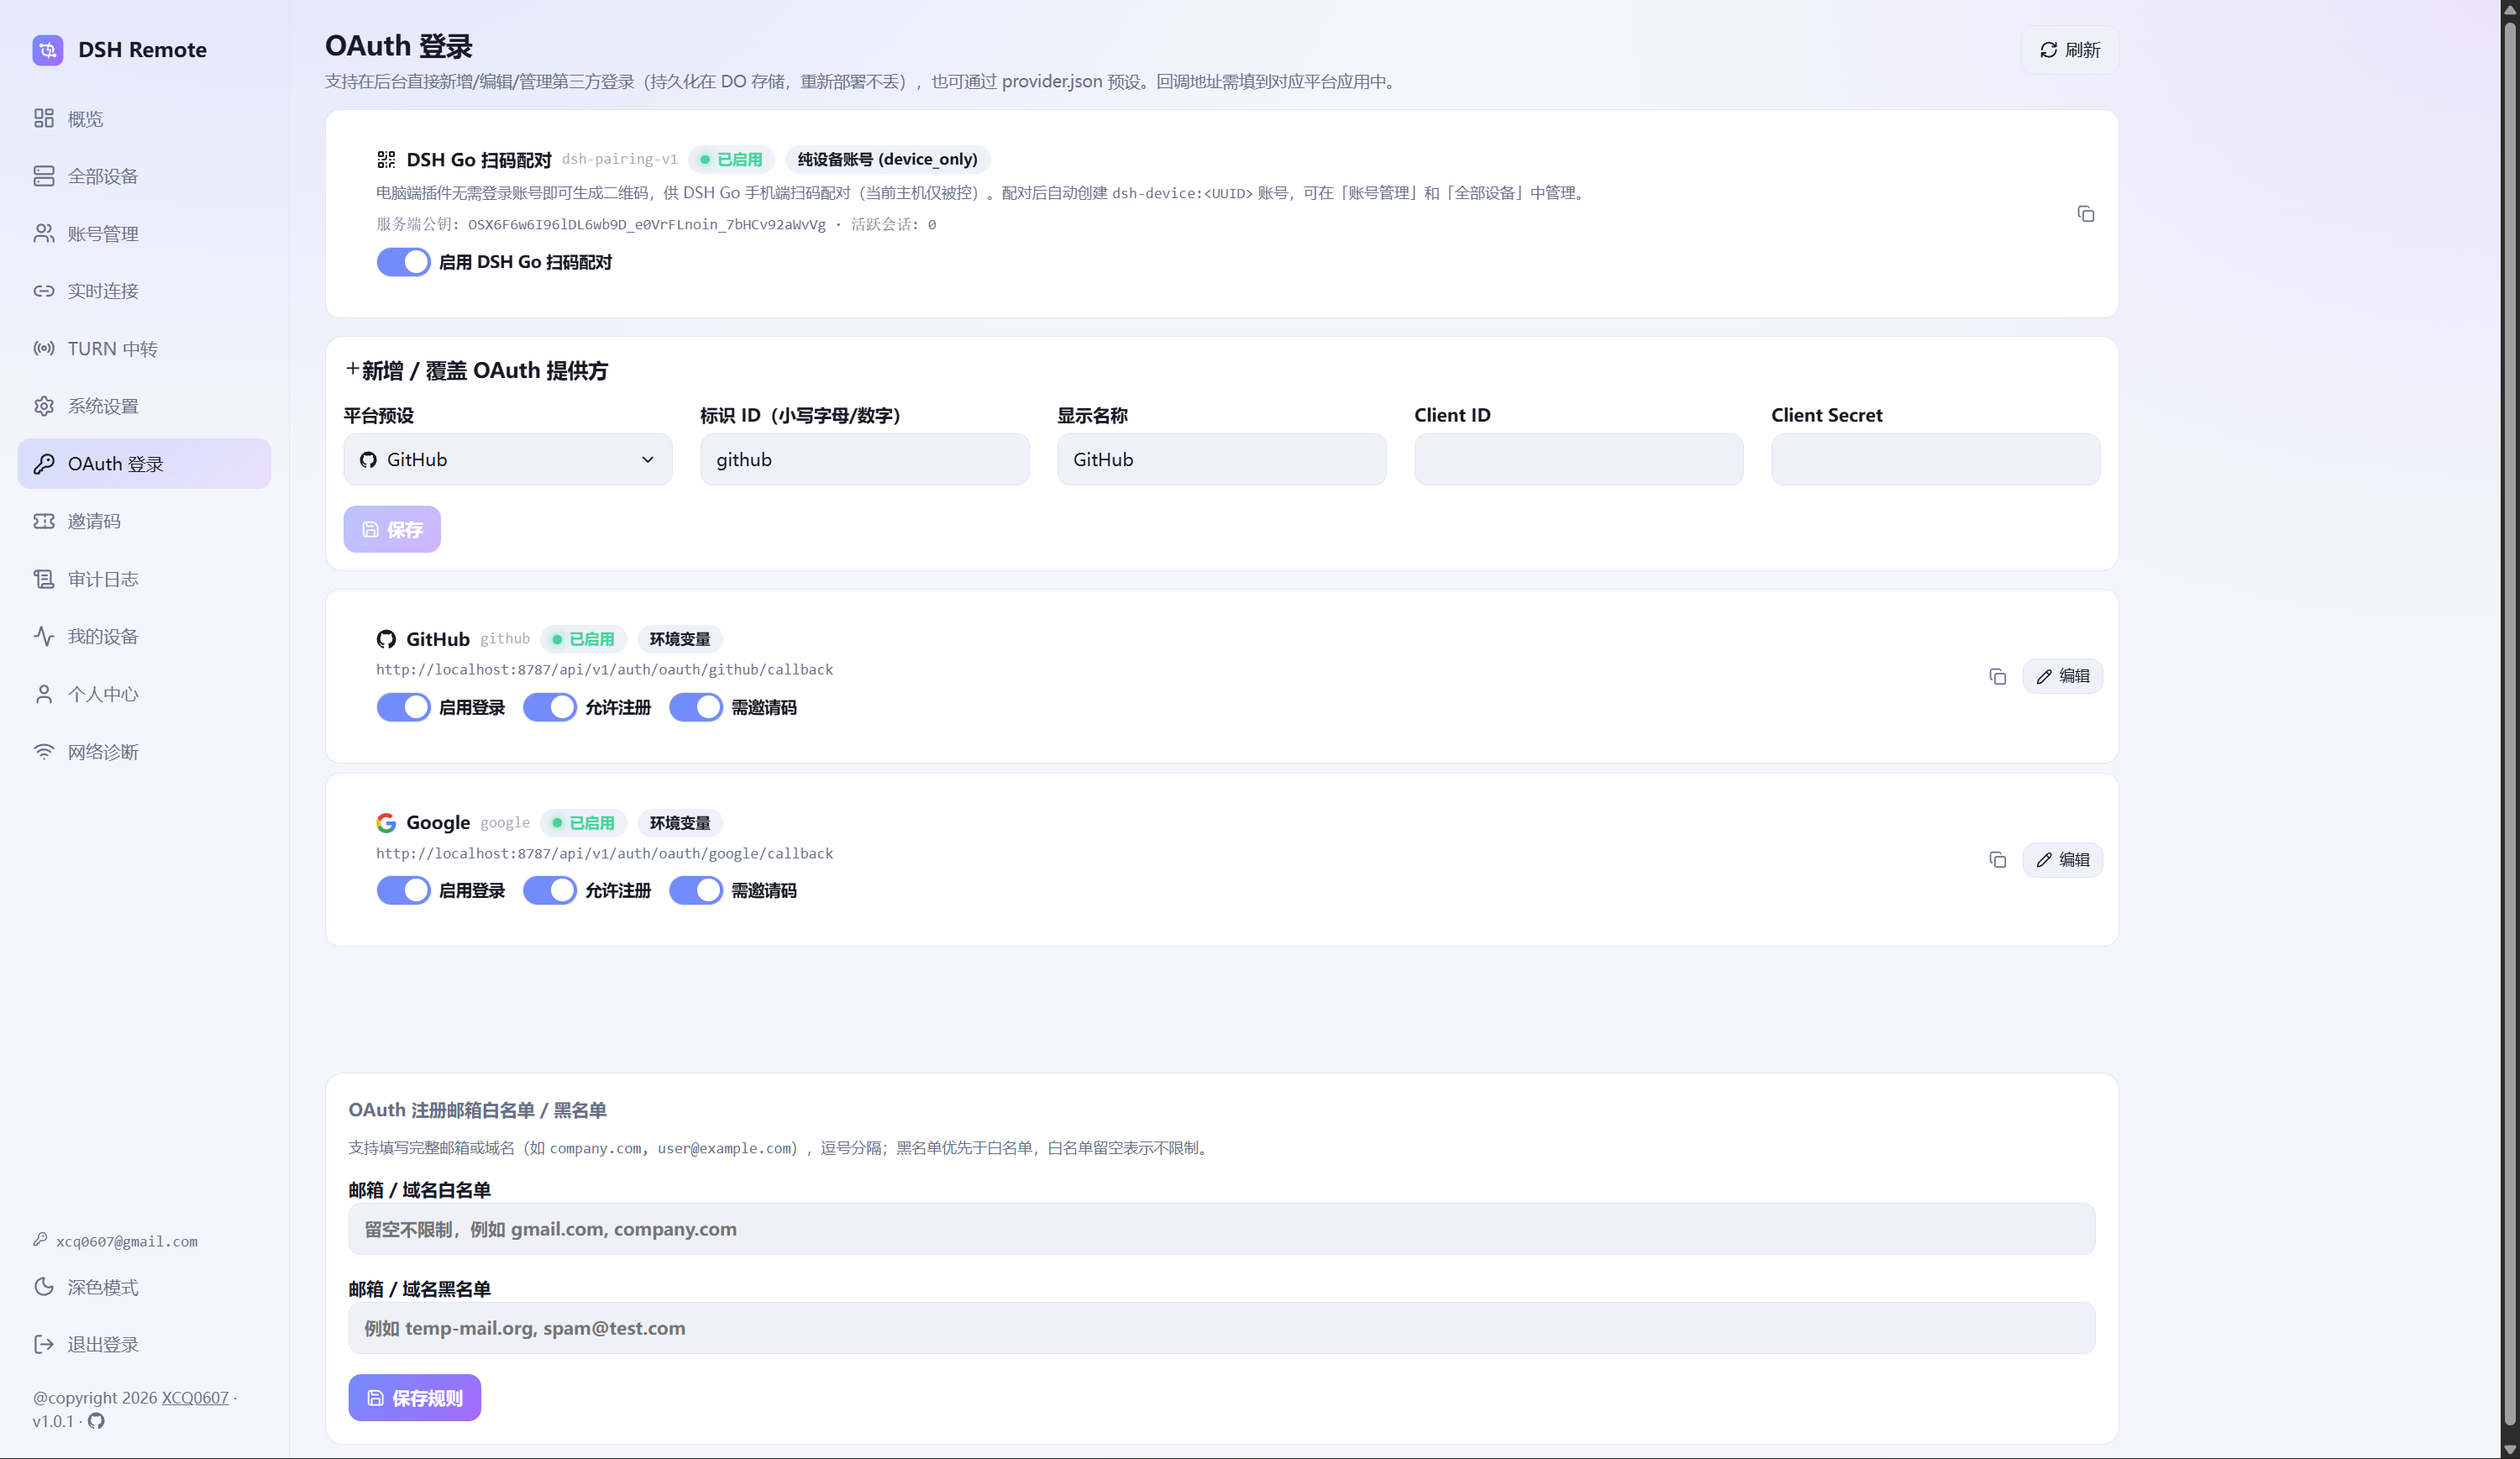 DSH Remote
概览
全部设备
账号管理
实时连接
TURN 中转
系统设置
OAuth 登录
邀请码
审计日志
我的设备
个人中心
网络诊断
xcq0607@gmail.com
深色模式
退出登录
@copyright 2026 XCQ0607 ·
v1.0.1 ·
OAuth 登录
刷新
支持在后台直接新增/编辑/管理第三方登录（持久化在 DO 存储，重新部署不丢），也可通过 provider.json 预设。回调地址需填到对应平台应用中。
DSH Go 扫码配对 dsh-pairing-v1 已启用 纯设备账号 (device_only)
电脑端插件无需登录账号即可生成二维码，供 DSH Go 手机端扫码配对（当前主机仅被控）。配对后自动创建 dsh-device:<UUID> 账号，可在「账号管理」和「全部设备」中管理。
服务端公钥: OSX6F6w6I96lDL6wb9D_e0VrFLnoin_7bHCv92aWvVg · 活跃会话: 0
启用 DSH Go 扫码配对
+新增 / 覆盖 OAuth 提供方
平台预设 标识 ID（小写字母/数字） 显示名称 Client ID Client Secret
GitHub github GitHub
保存
GitHub github 已启用 环境变量
http://localhost:8787/api/v1/auth/oauth/github/callback
编辑
启用登录 允许注册 需邀请码
Google google 已启用 环境变量
http://localhost:8787/api/v1/auth/oauth/google/callback
编辑
启用登录 允许注册 需邀请码
OAuth 注册邮箱白名单 / 黑名单
支持填写完整邮箱或域名（如 company.com, user@example.com），逗号分隔；黑名单优先于白名单，白名单留空表示不限制。
邮箱 / 域名白名单
留空不限制，例如 gmail.com, company.com
邮箱 / 域名黑名单
例如 temp-mail.org, spam@test.com
保存规则